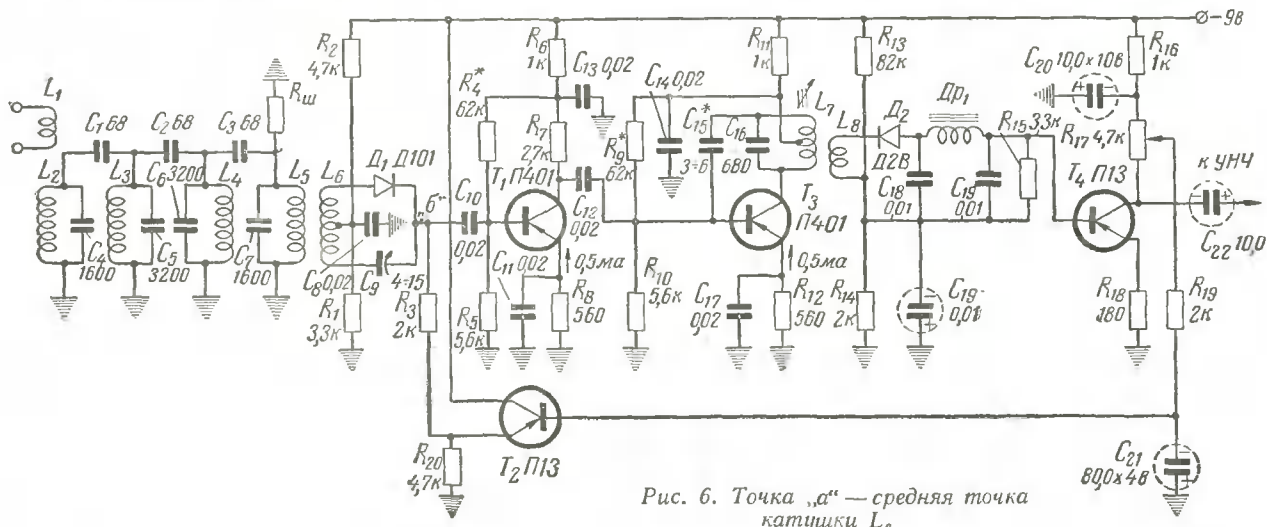 ⌀-9В
L₁
C₁ 68
C₂ 68
C₃ 68
Rш
L₂
C₄
1600
L₃
C₅
3200
C₆
3200
L₄
C₇
1600
L₅
R₂
4,7к
L₆
Д₁ Д101
C₈ 0,02
C₉
4÷15
R₁
3,3к
„б"
R₃
2к
C₁₀
0,02
R₄*
62к
R₅
5,6к
R₆
1к
C₁₃ 0,02
R₇
2,7к
T₁ П401
C₁₂
0,02
C₁₁ 0,02
0,5ма
R₈
560
R₉*
62к
R₁₀
5,6к
C₁₄ 0,02
C₁₅*
3÷6
C₁₆
680
R₁₁
1к
L₇
L₈
T₃
П401
0,5ма
C₁₇
0,02
R₁₂
560
R₁₃
82к
R₁₄
2к
Д₂
Д2В
Др₁
C₁₈
0,01
C₁₉
0,01
R₁₅ 3,3к
C₁₉
0,01
T₄ П13
C₂₀ 10,0×10в
R₁₆
1к
R₁₇ 4,7к
к УНЧ
C₂₂ 10,0
R₁₈
180
R₁₉
2к
C₂₁
80,0×4в
T₂ П13
R₂₀
4,7к
Рис. 6. Точка „а“ — средняя точка
катушки L₆